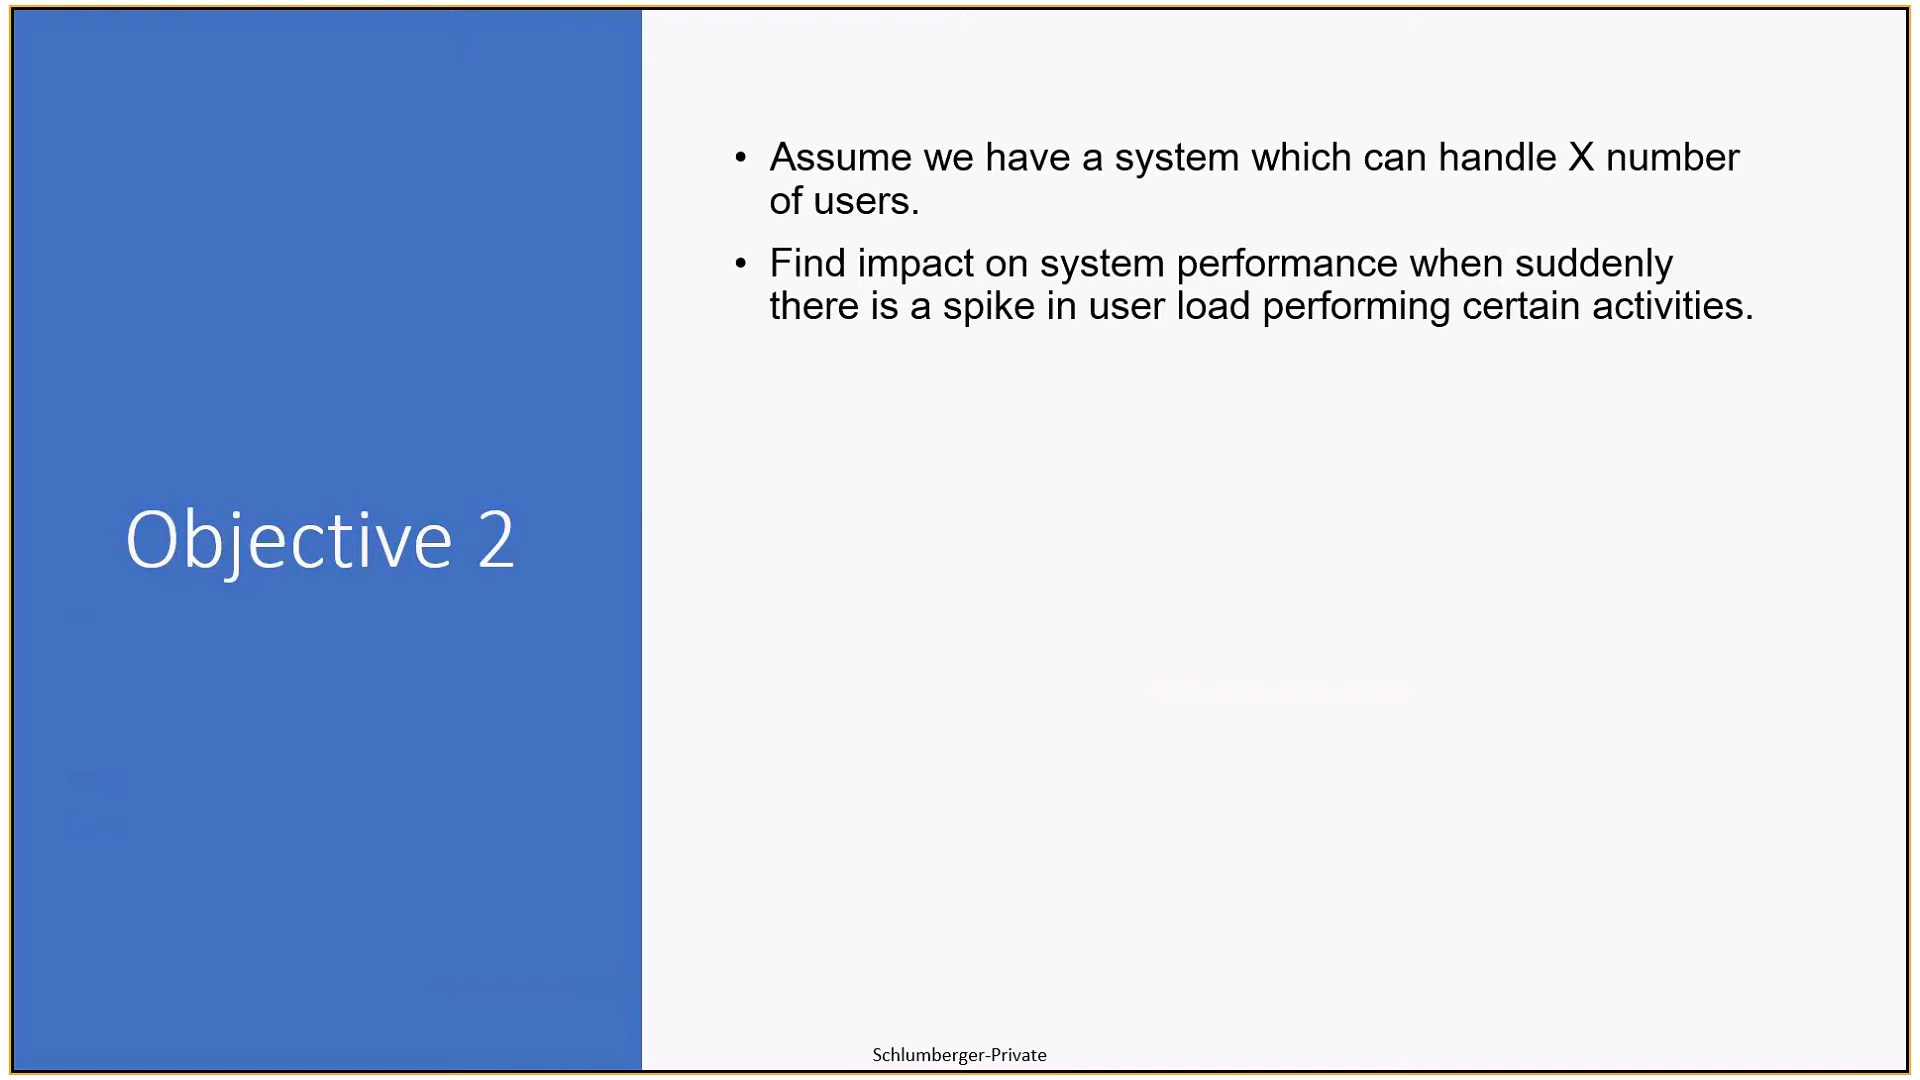 Objective 2
• Assume we have a system which can handle X number
of users.
• Find impact on system performance when suddenly
there is a spike in user load performing certain activities.
Schlumberger-Private